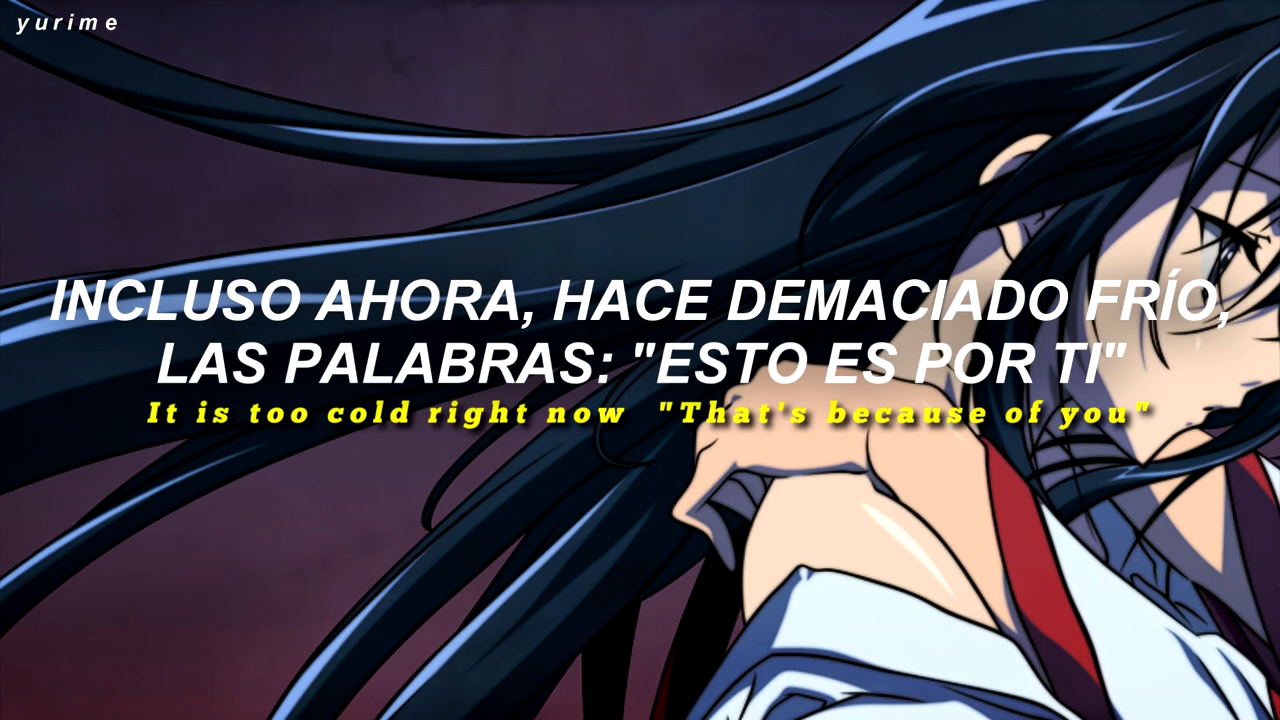 yurime
INCLUSO AHORA, HACE DEMACIADO FRÍO,
LAS PALABRAS: "ESTO ES POR TI"
It is too cold right now "That's because of you"